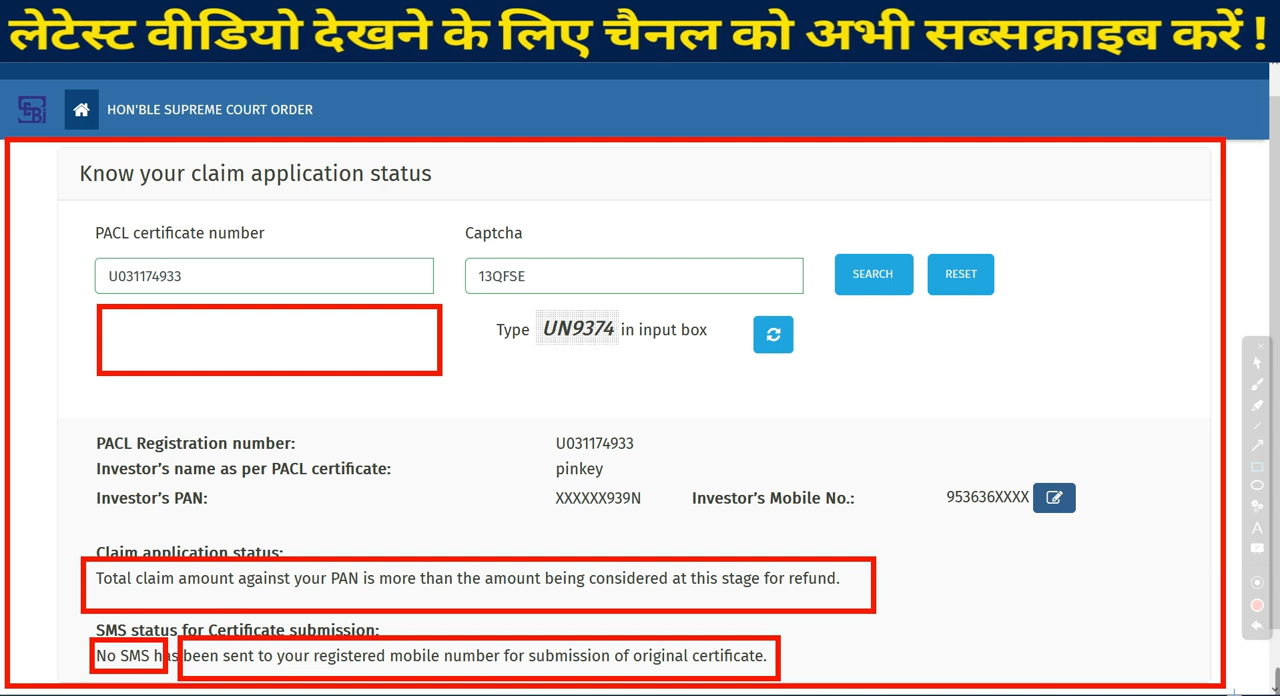 लेटेस्ट वीडियो देखने के लिए चैनल को अभी सब्सक्राइब करें !
SEBI HON'BLE SUPREME COURT ORDER
Know your claim application status
PACL certificate number Captcha
U031174933 13QFSE SEARCH RESET
Type UN9374 in input box
PACL Registration number: U031174933
Investor's name as per PACL certificate: pinkey
Investor's PAN: XXXXXX939N Investor's Mobile No.: 953636XXXX
Claim application status:
Total claim amount against your PAN is more than the amount being considered at this stage for refund.
SMS status for Certificate submission:
No SMS has been sent to your registered mobile number for submission of original certificate.